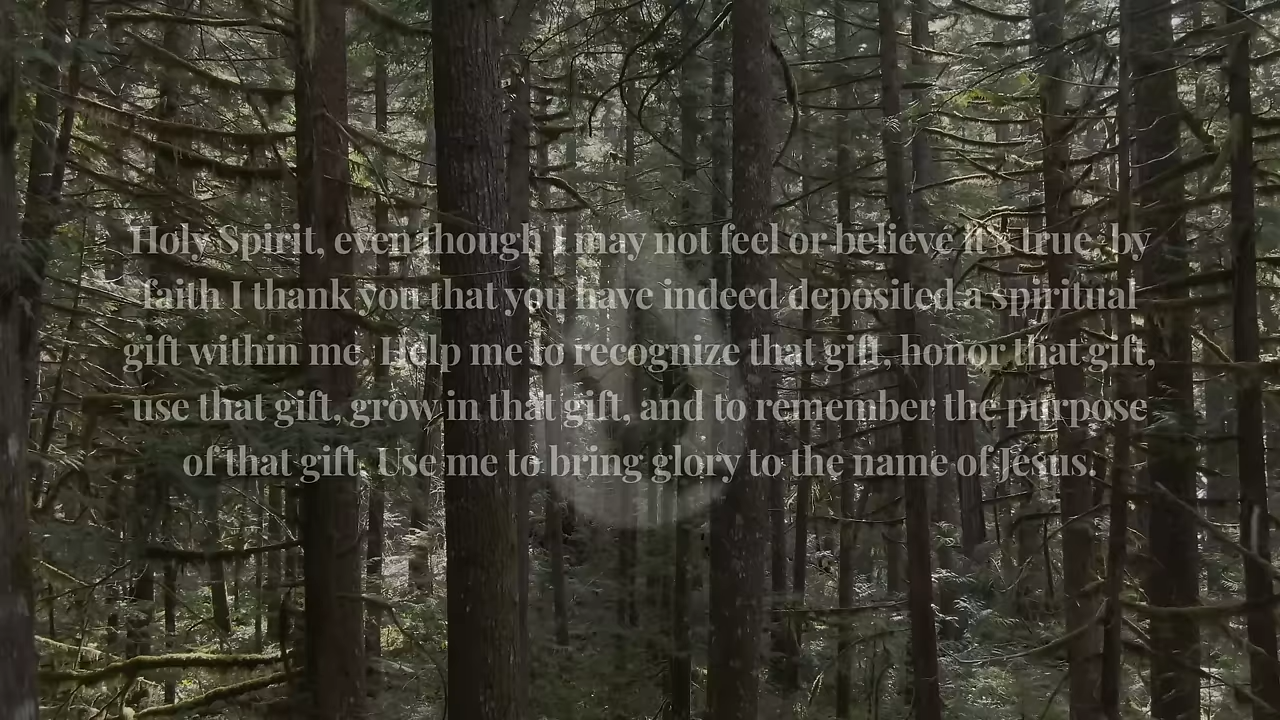 Holy Spirit, even though I may not feel or believe it's true, by
faith I thank you that you have indeed deposited a spiritual
gift within me. Help me to recognize that gift, honor that gift,
use that gift, grow in that gift, and to remember the purpose
of that gift. Use me to bring glory to the name of Jesus.